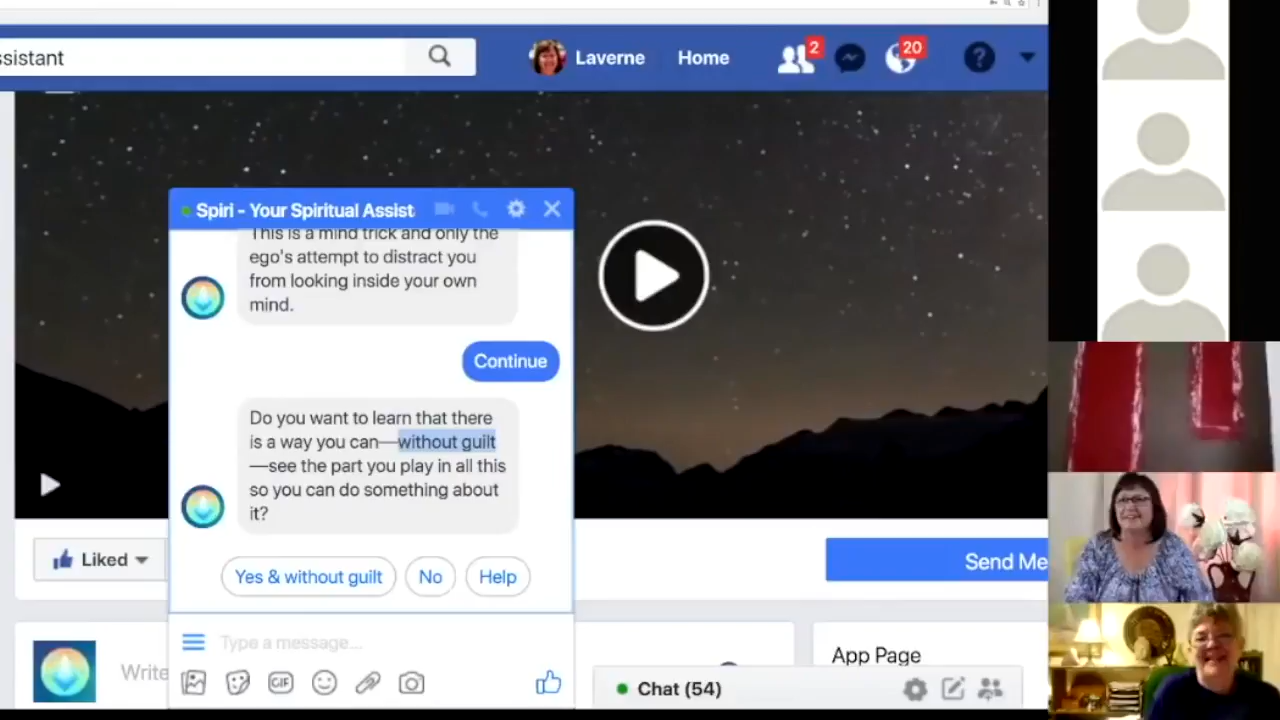 ssistant
Laverne
Home
2
20
Spiri - Your Spiritual Assist
This is a mind trick and only the
ego's attempt to distract you
from looking inside your own
mind.
Continue
Do you want to learn that there
is a way you can—without guilt
—see the part you play in all this
so you can do something about
it?
Yes & without guilt
No
Help
Type a message...
GIF
Liked
Send Me
Write
App Page
Chat (54)